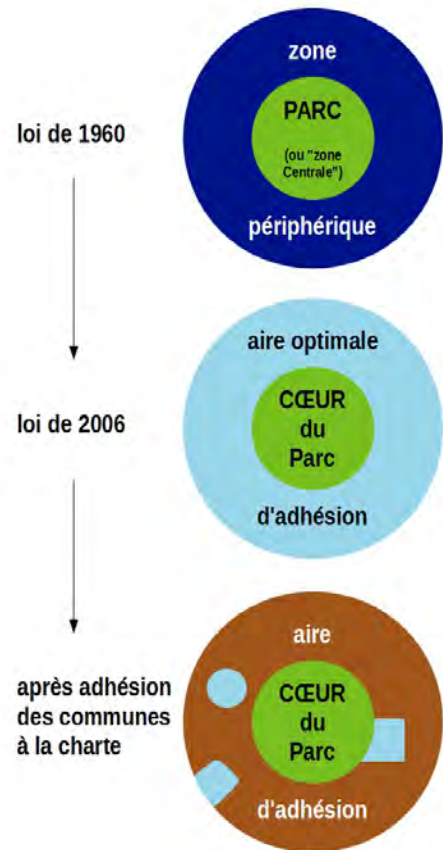 zone
PARC
(ou "zone
Centrale")
périphérique
loi de 1960
aire optimale
CŒUR
du
Parc
d'adhésion
loi de 2006
aire
CŒUR
du
Parc
d'adhésion
après adhésion
des communes
à la charte